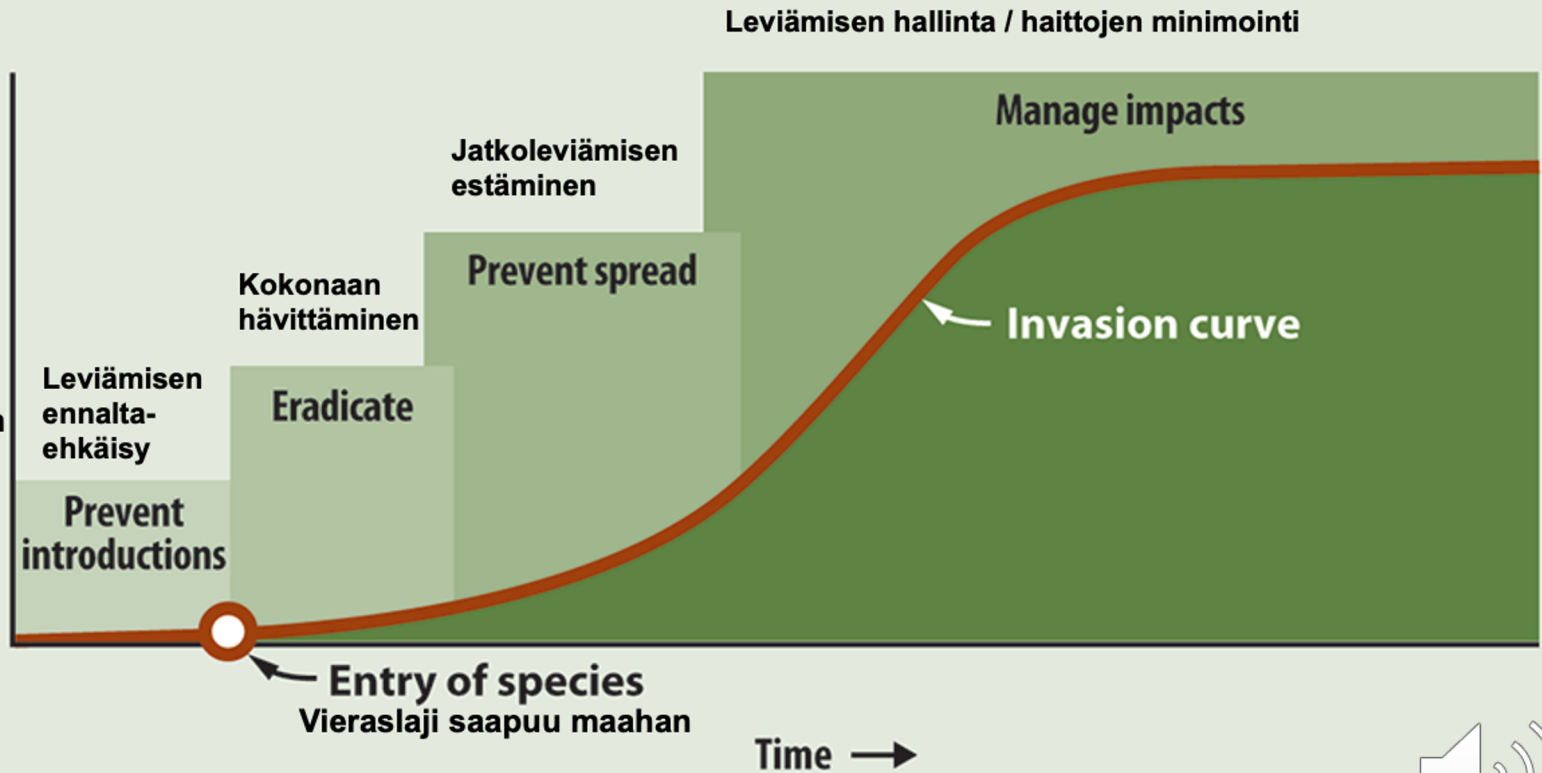 Leviämisen hallinta / haittojen minimointi
Manage impacts
Jatkoleviämisen
estäminen
Prevent spread
Kokonaan
hävittäminen
Eradicate
Leviämisen
ennalta-
ehkäisy
Prevent
introductions
Invasion curve
Entry of species
Vieraslaji saapuu maahan
Time